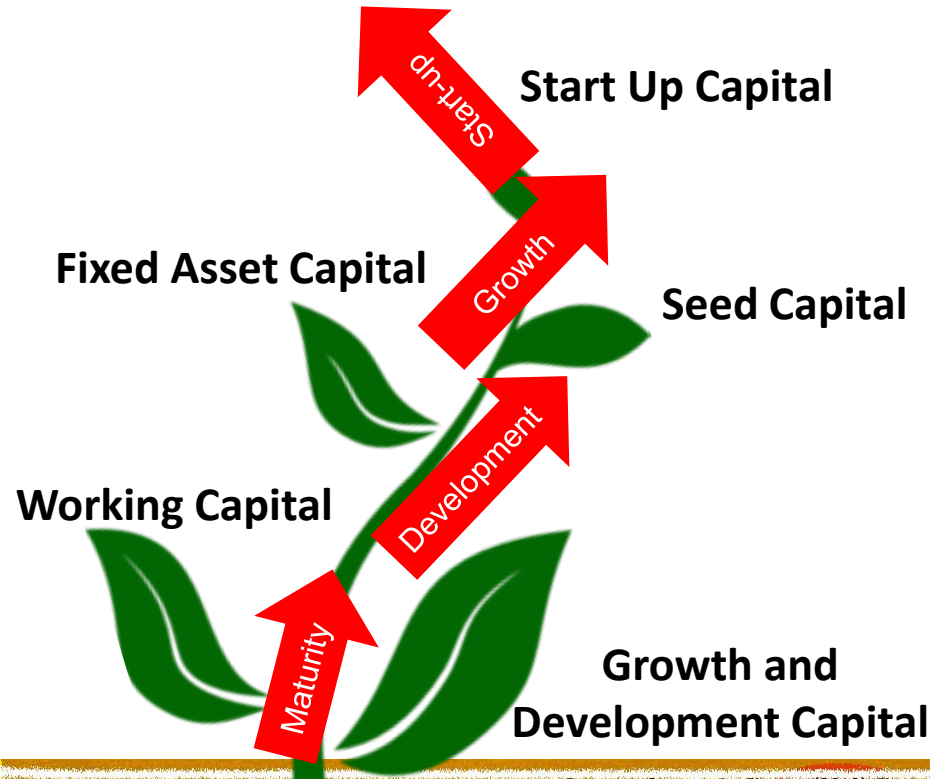 Start-up
Start Up Capital
Growth
Fixed Asset Capital
Seed Capital
Development
Working Capital
Maturity
Growth and
Development Capital